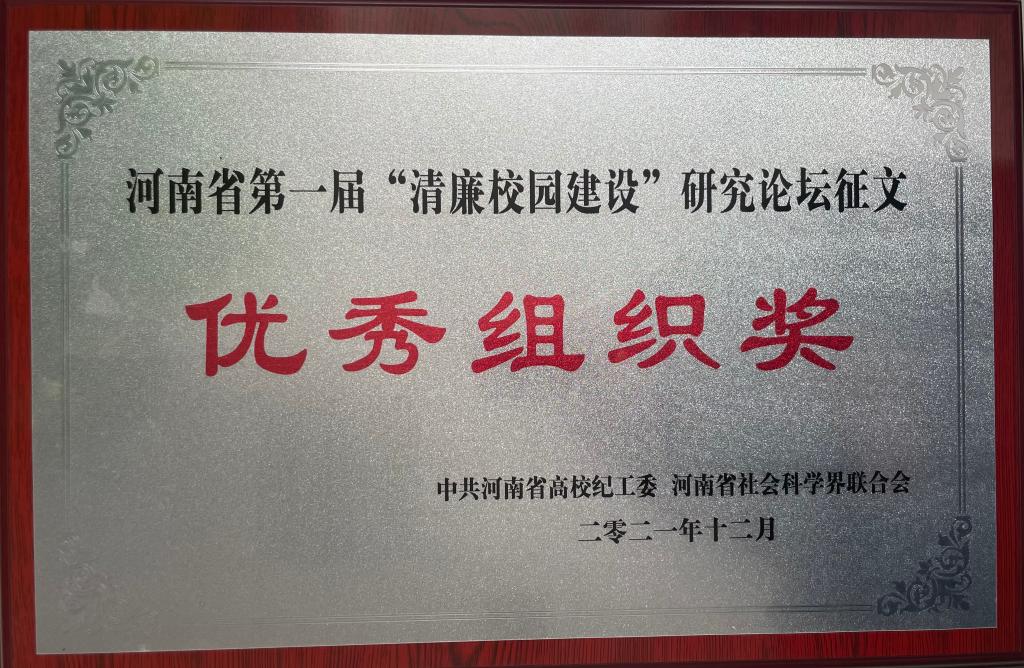 河南省第一届“清廉校园建设”研究论坛征文
优秀组织奖
中共河南省高校纪工委 河南省社会科学界联合会
二零二一年十二月